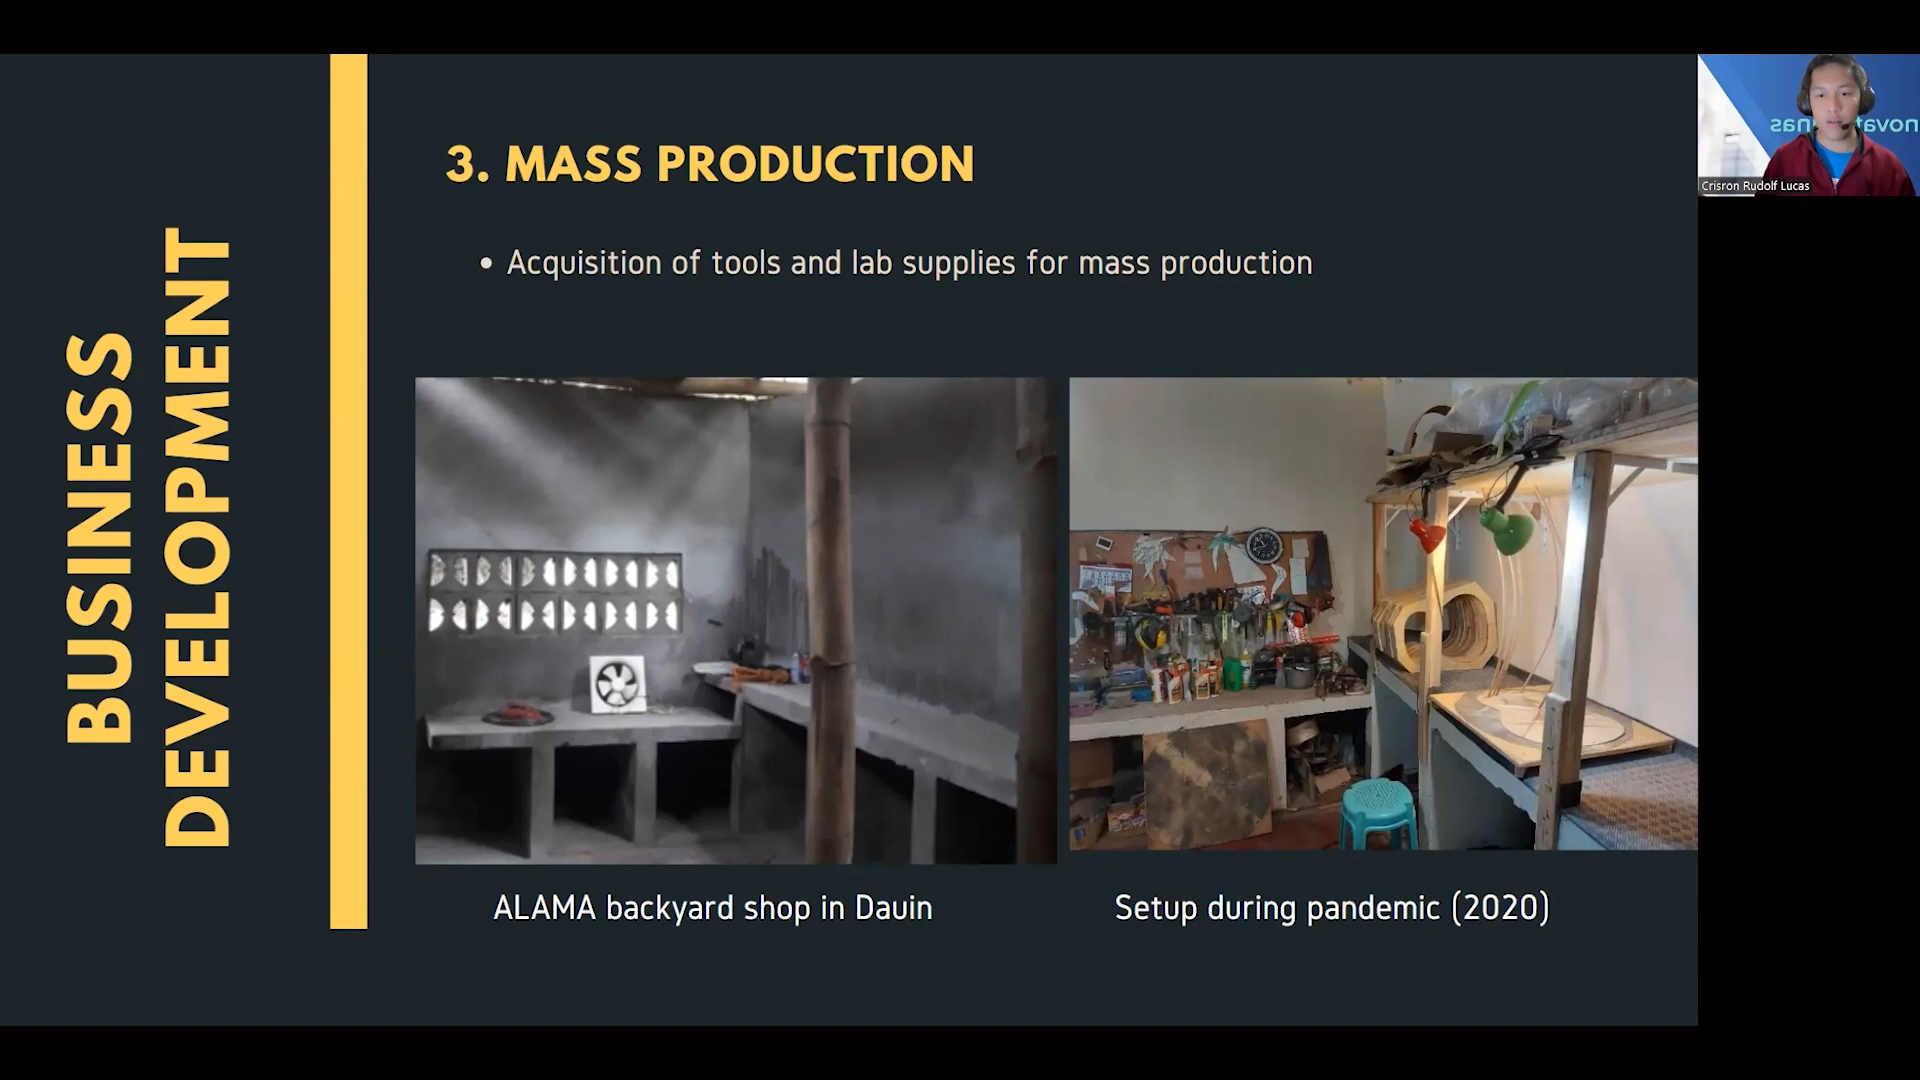 BUSINESS
DEVELOPMENT
3. MASS PRODUCTION
• Acquisition of tools and lab supplies for mass production
ALAMA backyard shop in Dauin
Setup during pandemic (2020)
Crisron Rudolf Lucas